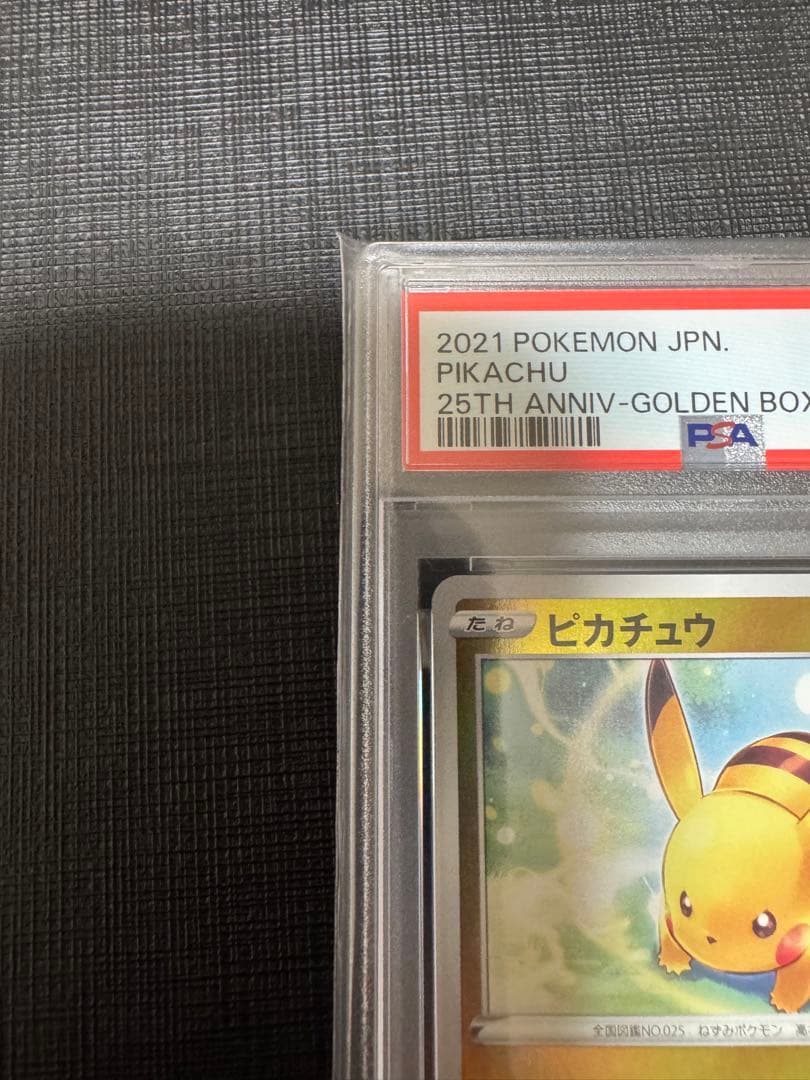 2021 POKEMON JPN.
PIKACHU
25TH ANNIV-GOLDEN BOX
PSA
たね ピカチュウ
全国図鑑NO.025 ねずみポケモン 高